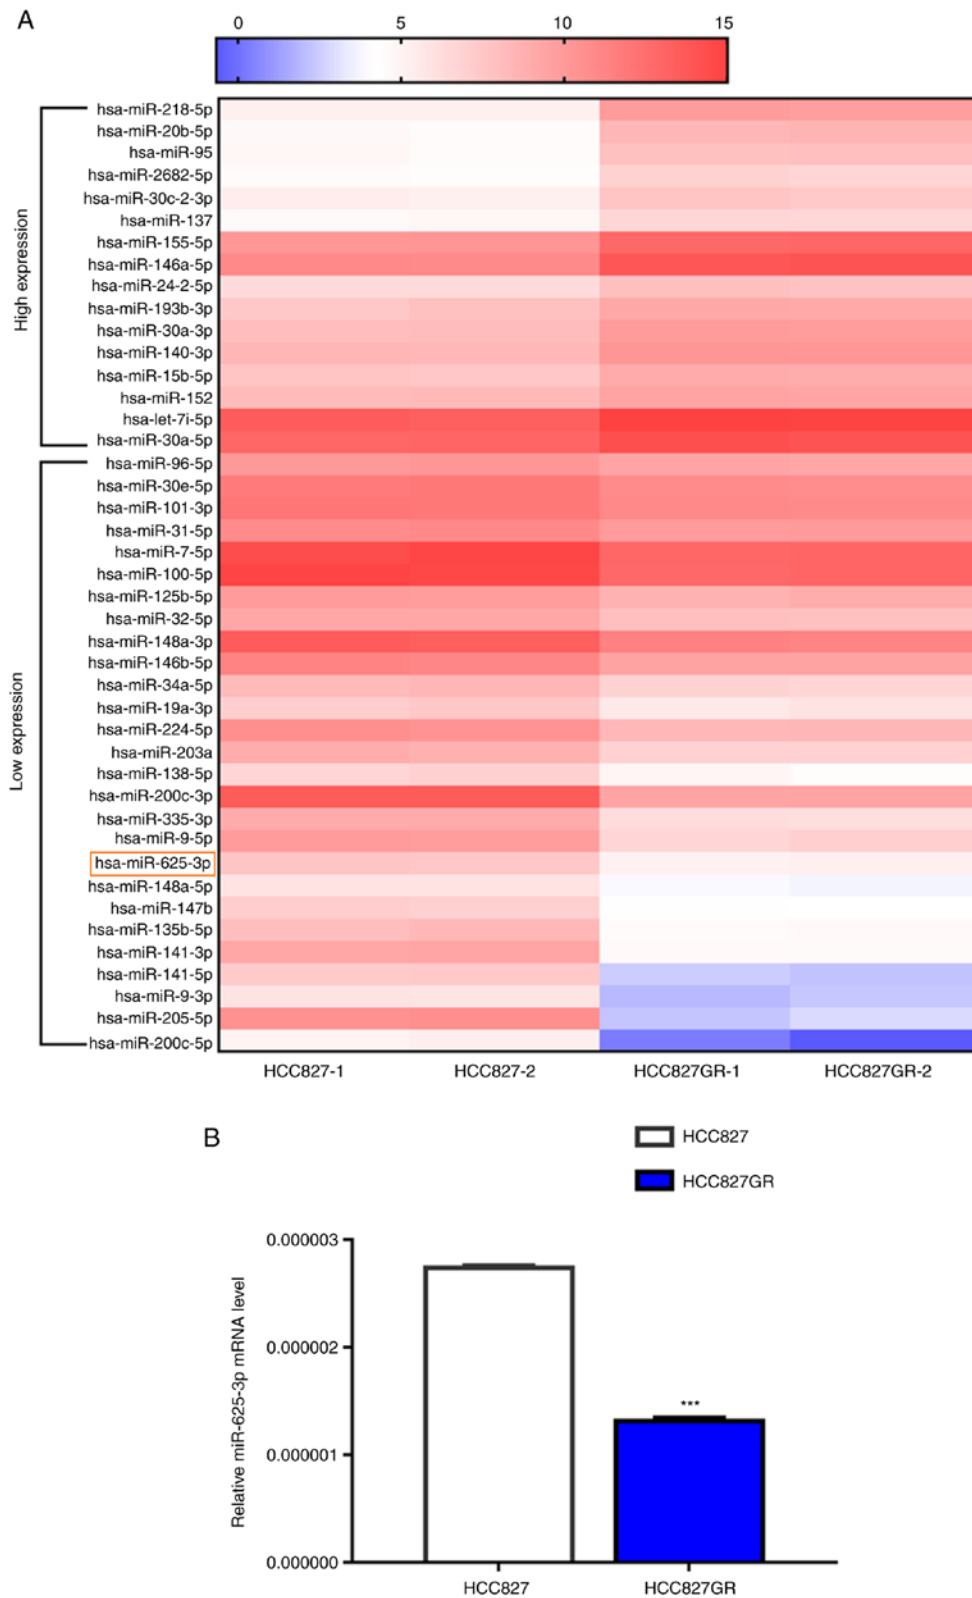 A
0 5 10 15
High expression
hsa-miR-218-5p
hsa-miR-20b-5p
hsa-miR-95
hsa-miR-2682-5p
hsa-miR-30c-2-3p
hsa-miR-137
hsa-miR-155-5p
hsa-miR-146a-5p
hsa-miR-24-2-5p
hsa-miR-193b-3p
hsa-miR-30a-3p
hsa-miR-140-3p
hsa-miR-15b-5p
hsa-miR-152
hsa-let-7i-5p
hsa-miR-30a-5p
Low expression
hsa-miR-96-5p
hsa-miR-30e-5p
hsa-miR-101-3p
hsa-miR-31-5p
hsa-miR-7-5p
hsa-miR-100-5p
hsa-miR-125b-5p
hsa-miR-32-5p
hsa-miR-148a-3p
hsa-miR-146b-5p
hsa-miR-34a-5p
hsa-miR-19a-3p
hsa-miR-224-5p
hsa-miR-203a
hsa-miR-138-5p
hsa-miR-200c-3p
hsa-miR-335-3p
hsa-miR-9-5p
hsa-miR-625-3p
hsa-miR-148a-5p
hsa-miR-147b
hsa-miR-135b-5p
hsa-miR-141-3p
hsa-miR-141-5p
hsa-miR-9-3p
hsa-miR-205-5p
hsa-miR-200c-5p
HCC827-1 HCC827-2 HCC827GR-1 HCC827GR-2
B
HCC827
HCC827GR
Relative miR-625-3p mRNA level
0.000003
0.000002
0.000001
0.000000
***
HCC827 HCC827GR